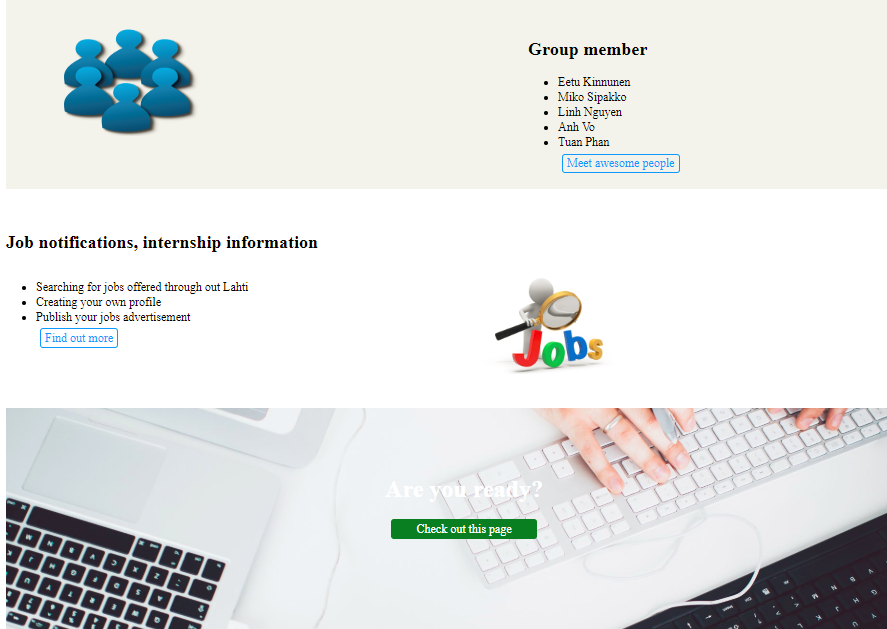 Group member
Eetu Kinnunen
Miko Sipakko
Linh Nguyen
Anh Vo
Tuan Phan
Meet awesome people
Job notifications, internship information
Searching for jobs offered through out Lahti
Creating your own profile
Publish your jobs advertisement
Find out more
Jobs
Are you ready?
Check out this page